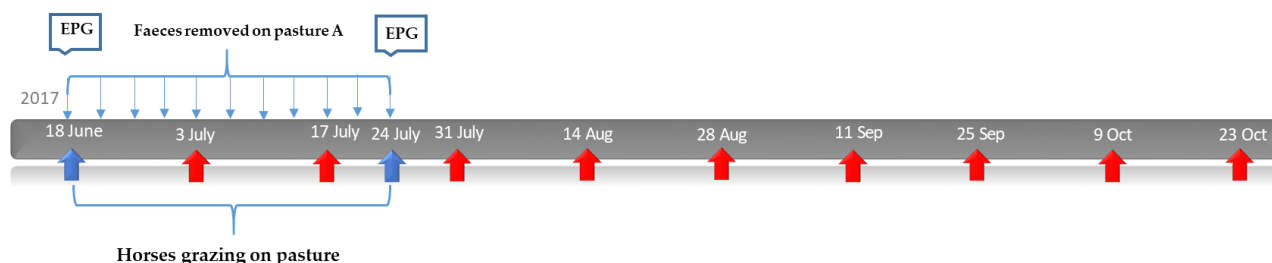 EPG
Faeces removed on pasture A
EPG
2017
18 June
3 July
17 July
24 July
31 July
14 Aug
28 Aug
11 Sep
25 Sep
9 Oct
23 Oct
Horses grazing on pasture